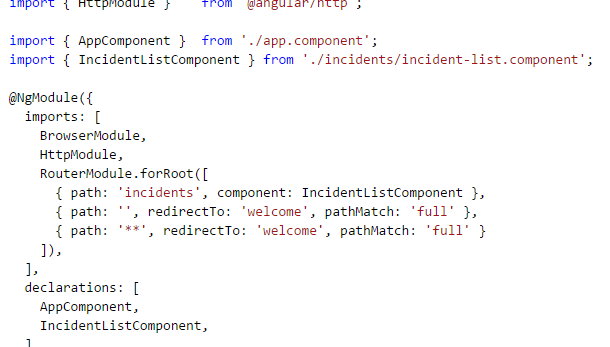 import { HttpModule }    from '@angular/http';
import { AppComponent }  from './app.component';
import { IncidentListComponent } from './incidents/incident-list.component';
@NgModule({
  imports: [
    BrowserModule,
    HttpModule,
    RouterModule.forRoot([
      { path: 'incidents', component: IncidentListComponent },
      { path: '', redirectTo: 'welcome', pathMatch: 'full' },
      { path: '**', redirectTo: 'welcome', pathMatch: 'full' }
    ]),
  ],
  declarations: [
    AppComponent,
    IncidentListComponent,
  ]